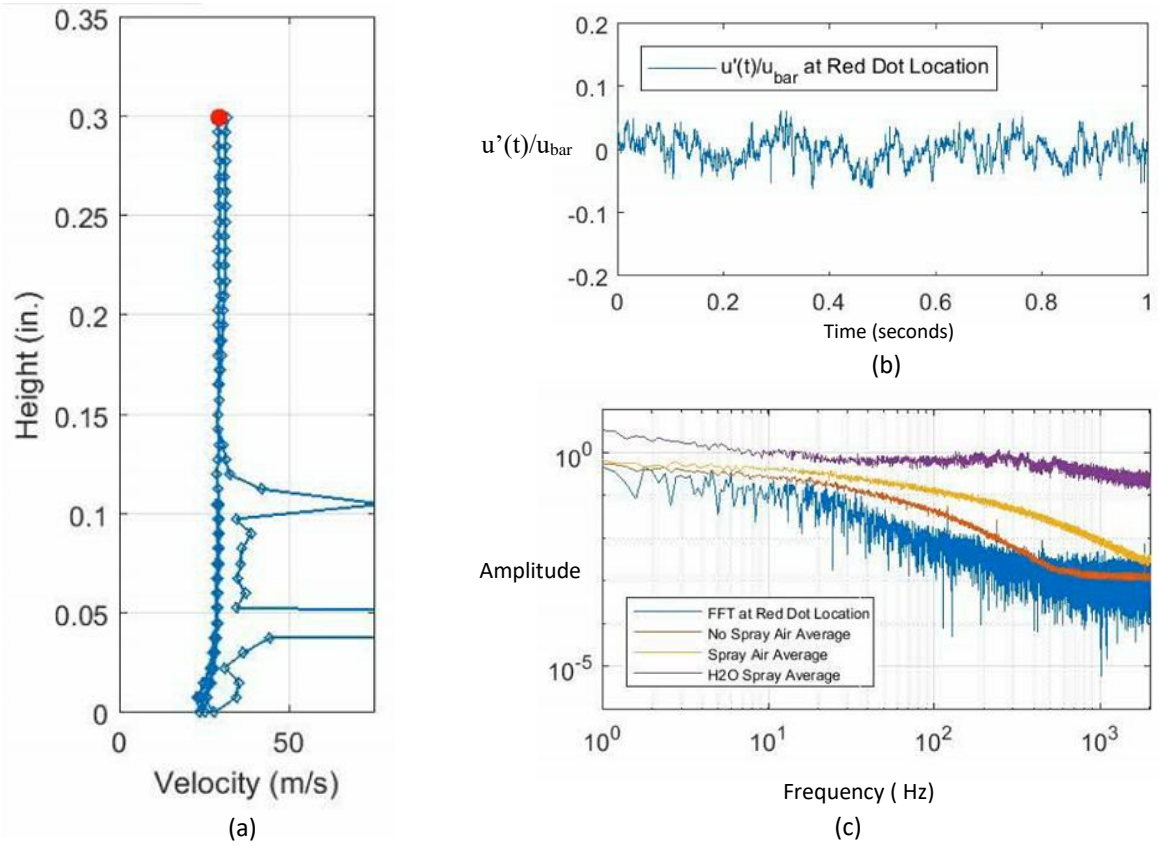 0.35
0.3
0.25
0.2
0.15
0.1
0.05
0
Height (in.)
0 50
Velocity (m/s)
(a)
0.2
0.1
0
-0.1
-0.2
u'(t)/u_bar at Red Dot Location
u’(t)/u_bar
0 0.2 0.4 0.6 0.8 1
Time (seconds)
(b)
10^0
10^-5
Amplitude
FFT at Red Dot Location
No Spray Air Average
Spray Air Average
H2O Spray Average
10^0 10^1 10^2 10^3
Frequency ( Hz)
(c)